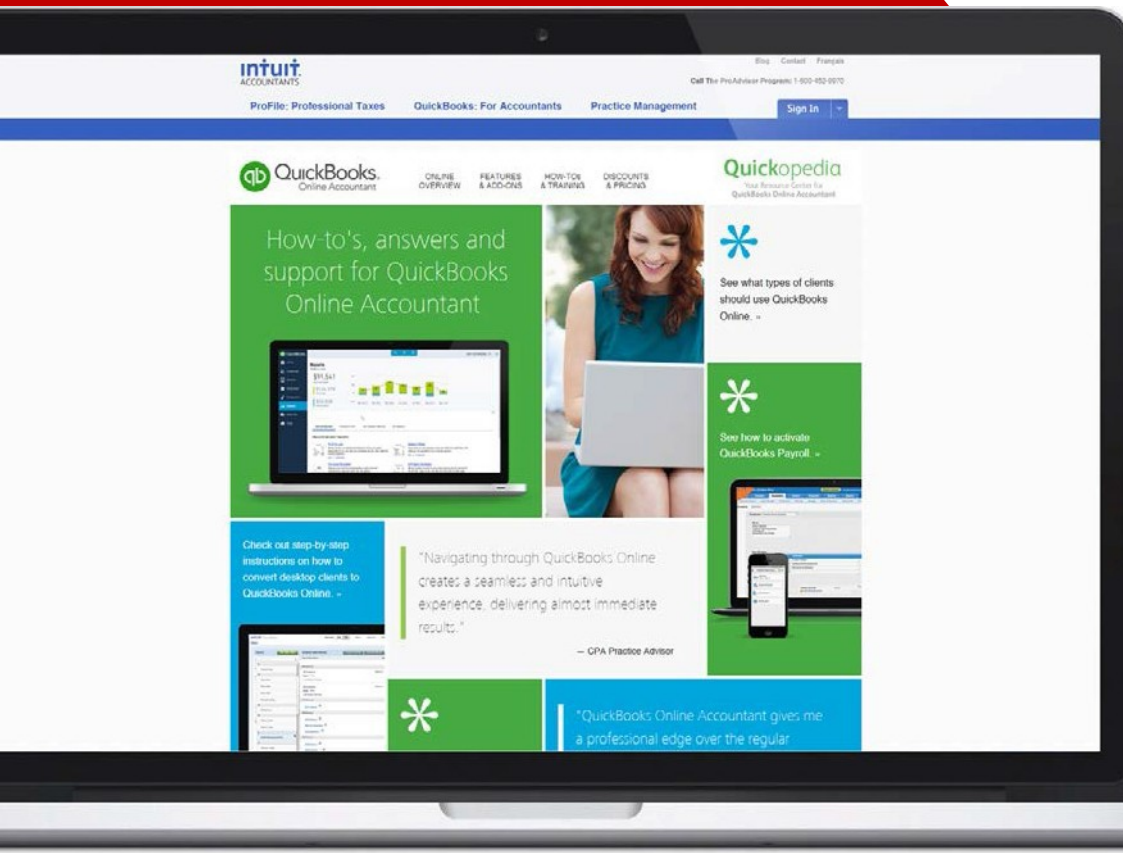 intuit.
ACCOUNTANTS
Blog Contact Français
Call The ProAdvisor Program: 1-800-452-9970
ProFile: Professional Taxes QuickBooks: For Accountants Practice Management
Sign In
qb QuickBooks.
Online Accountant
ONLINE
OVERVIEW
FEATURES
& ADD-ONS
HOW-TOs
& TRAINING
DISCOUNTS
& PRICING
Quickopedia
Your Resource Center for
QuickBooks Online Accountant
How-to's, answers and
support for QuickBooks
Online Accountant
See what types of clients
should use QuickBooks
Online. »
See how to activate
QuickBooks Payroll. »
Check out step-by-step
instructions on how to
convert desktop clients to
QuickBooks Online. »
"Navigating through QuickBooks Online
creates a seamless and intuitive
experience, delivering almost immediate
results."
— CPA Practice Advisor
"QuickBooks Online Accountant gives me
a professional edge over the regular